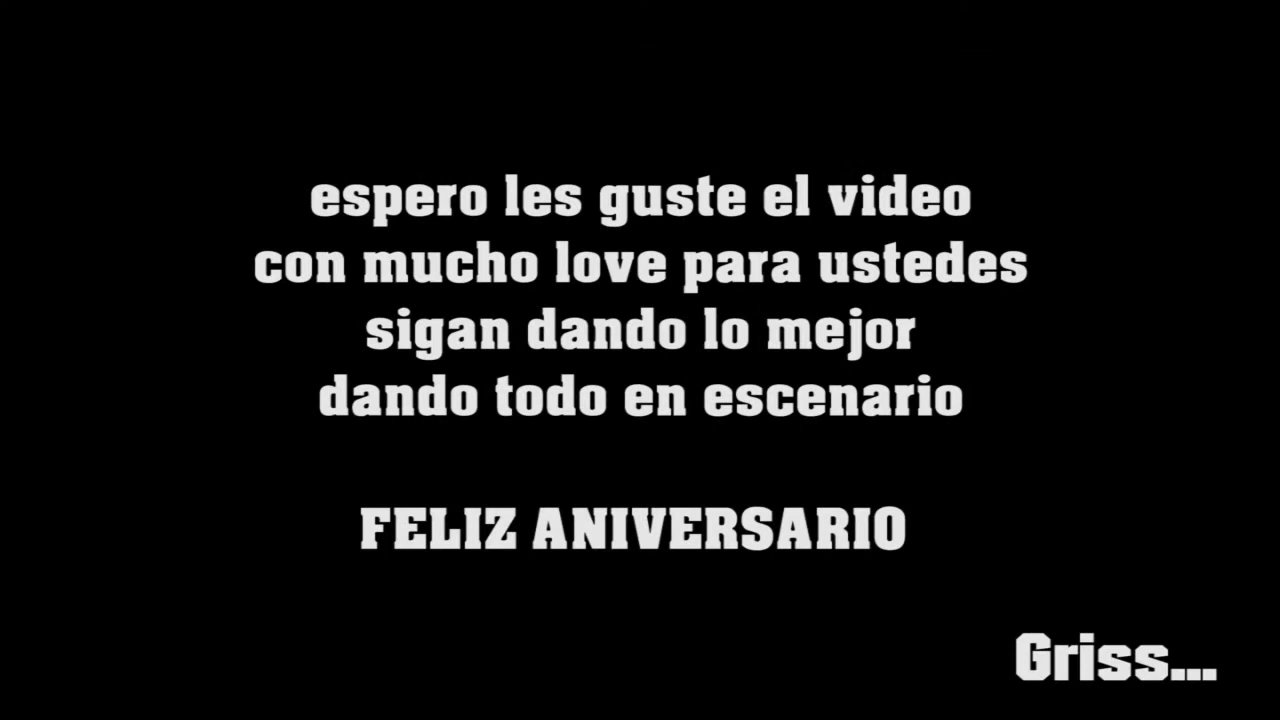 espero les guste el video
con mucho love para ustedes
sigan dando lo mejor
dando todo en escenario
FELIZ ANIVERSARIO
Griss...